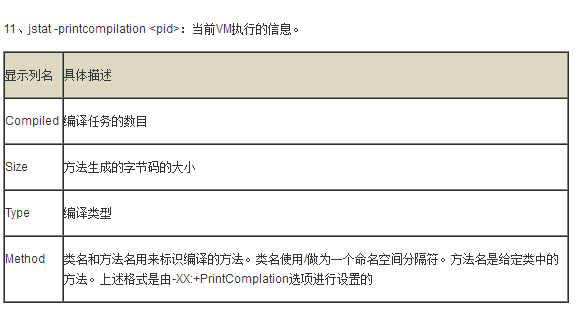 11、jstat -printcompilation <pid>：当前VM执行的信息。
显示列名 具体描述
Compiled 编译任务的数目
Size 方法生成的字节码的大小
Type 编译类型
Method 类名和方法名用来标识编译的方法。类名使用/做为一个命名空间分隔符。方法名是给定类中的
方法。上述格式是由-XX:+PrintComplation选项进行设置的